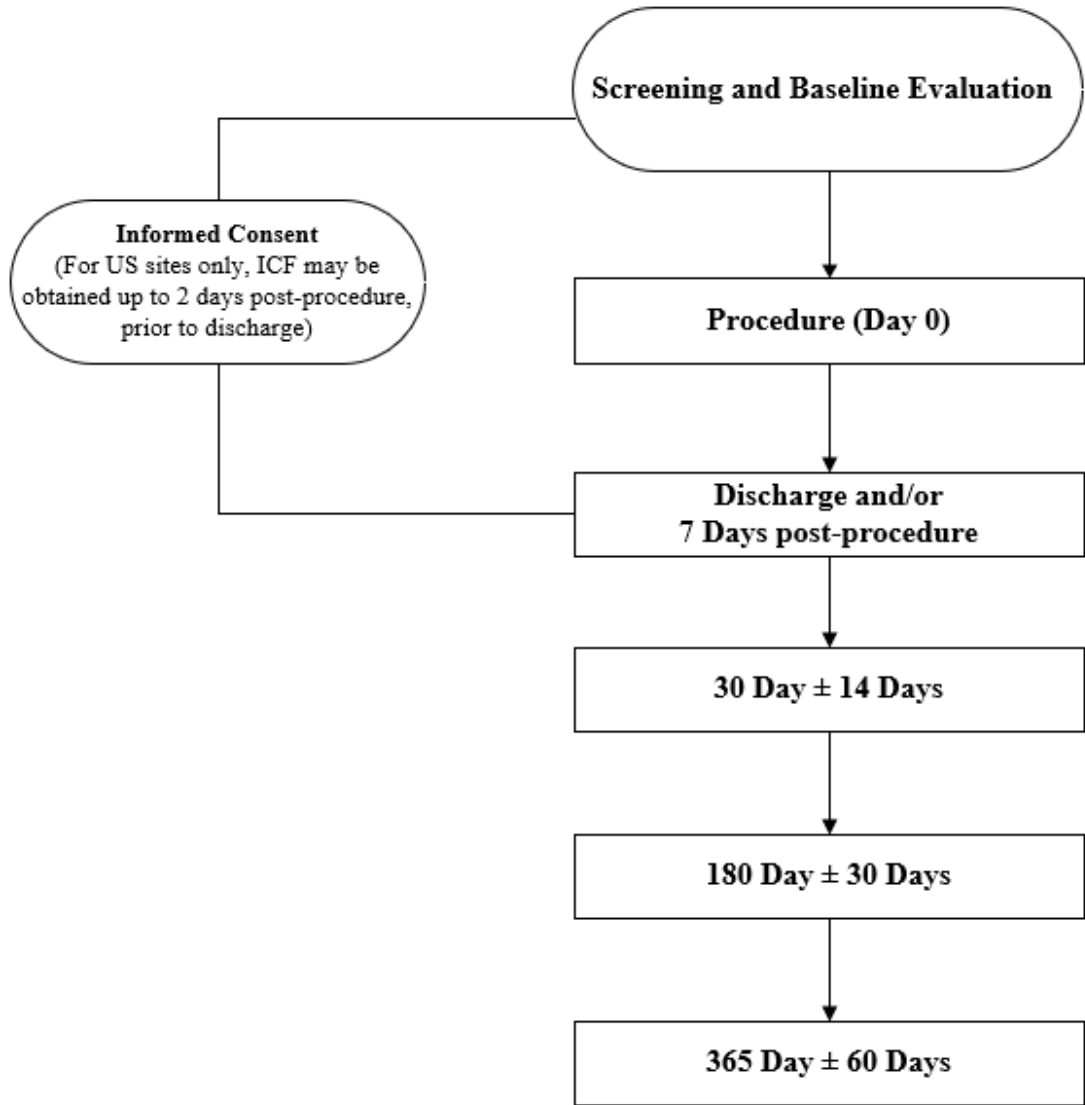 Screening and Baseline Evaluation
Informed Consent
(For US sites only, ICF may be
obtained up to 2 days post-procedure,
prior to discharge)
Procedure (Day 0)
Discharge and/or
7 Days post-procedure
30 Day ± 14 Days
180 Day ± 30 Days
365 Day ± 60 Days